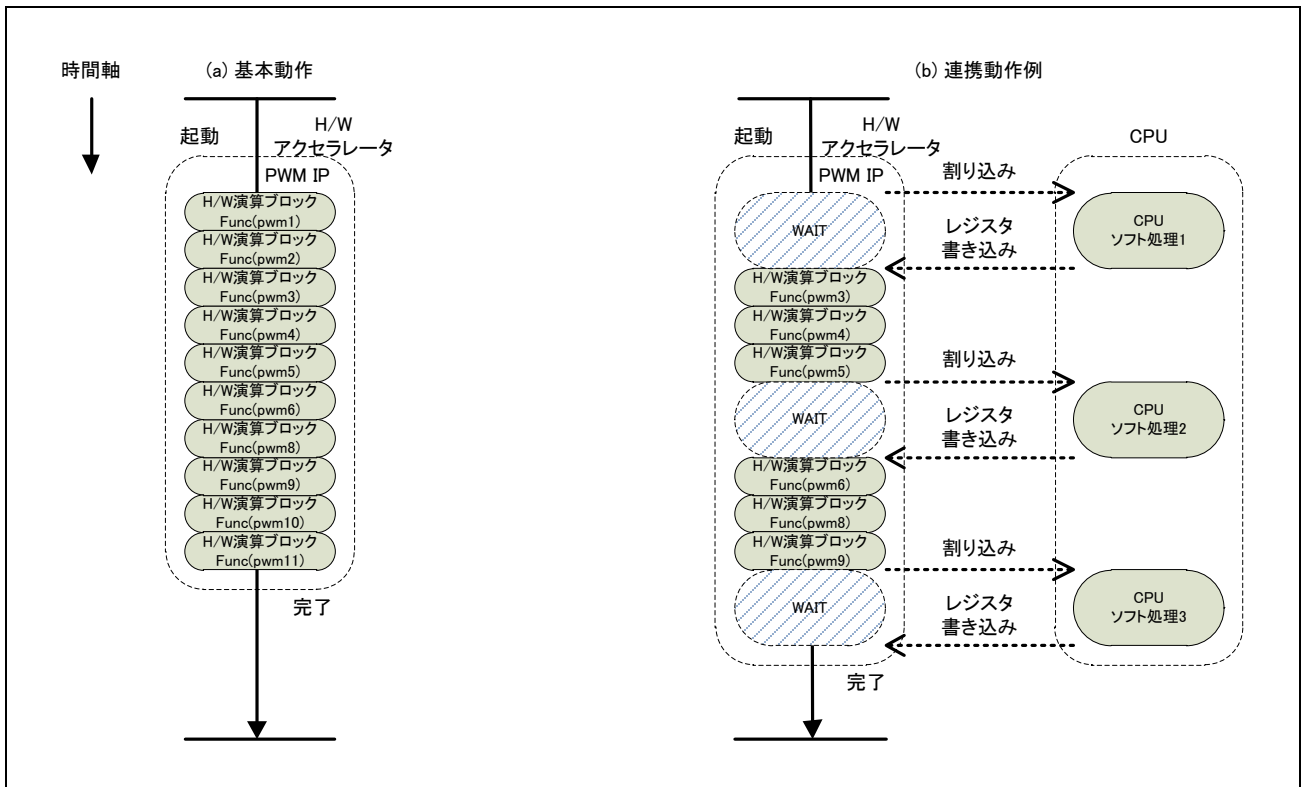 時間軸
(a) 基本動作
起動
H/W
アクセラレータ
PWM IP
H/W演算ブロック
Func(pwm1)
H/W演算ブロック
Func(pwm2)
H/W演算ブロック
Func(pwm3)
H/W演算ブロック
Func(pwm4)
H/W演算ブロック
Func(pwm5)
H/W演算ブロック
Func(pwm6)
H/W演算ブロック
Func(pwm8)
H/W演算ブロック
Func(pwm9)
H/W演算ブロック
Func(pwm10)
H/W演算ブロック
Func(pwm11)
完了
(b) 連携動作例
起動
H/W
アクセラレータ
PWM IP
WAIT
H/W演算ブロック
Func(pwm3)
H/W演算ブロック
Func(pwm4)
H/W演算ブロック
Func(pwm5)
WAIT
H/W演算ブロック
Func(pwm6)
H/W演算ブロック
Func(pwm8)
H/W演算ブロック
Func(pwm9)
WAIT
完了
割り込み
レジスタ
書き込み
割り込み
レジスタ
書き込み
割り込み
レジスタ
書き込み
CPU
CPU
ソフト処理1
CPU
ソフト処理2
CPU
ソフト処理3